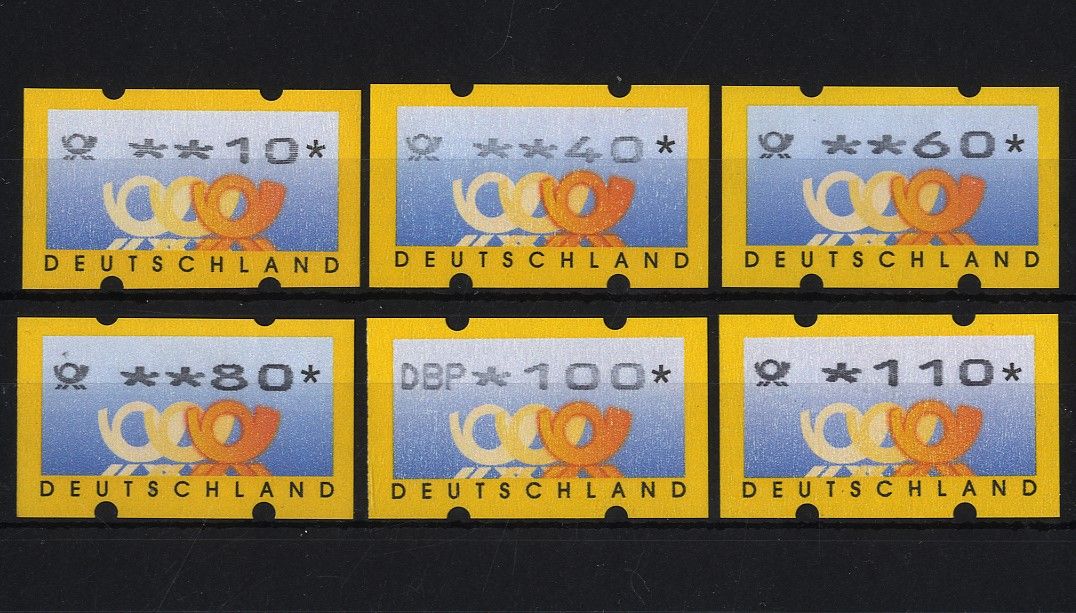 **10*
DEUTSCHLAND
**40*
DEUTSCHLAND
**60*
DEUTSCHLAND
**80*
DEUTSCHLAND
DBP*100*
DEUTSCHLAND
*110*
DEUTSCHLAND